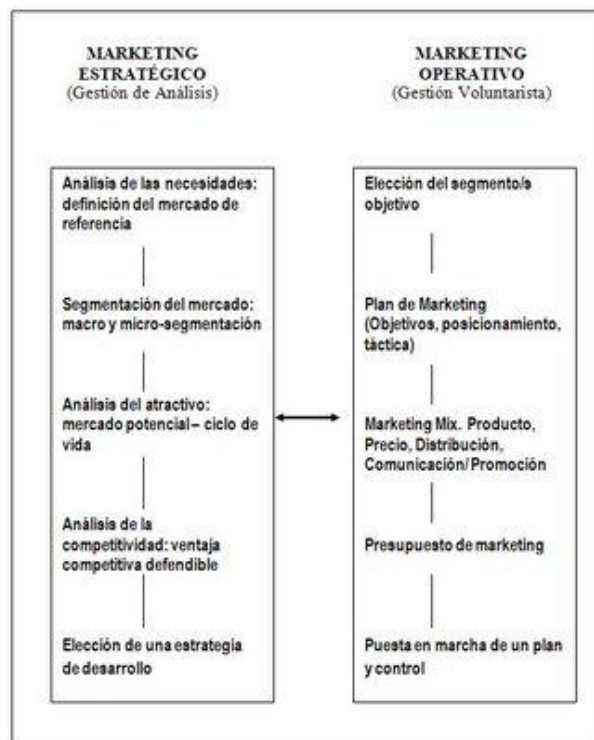 MARKETING
ESTRATÉGICO
(Gestión de Análisis)
Análisis de las necesidades:
definición del mercado de
referencia
Segmentación del mercado:
macro y micro-segmentación
Análisis del atractivo:
mercado potencial – ciclo de
vida
Análisis de la
competitividad: ventaja
competitiva defendible
Elección de una estrategia
de desarrollo
MARKETING
OPERATIVO
(Gestión Voluntarista)
Elección del segmento/s
objetivo
Plan de Marketing
(Objetivos, posicionamiento,
táctica)
Marketing Mix. Producto,
Precio, Distribución,
Comunicación/ Promoción
Presupuesto de marketing
Puesta en marcha de un plan
y control